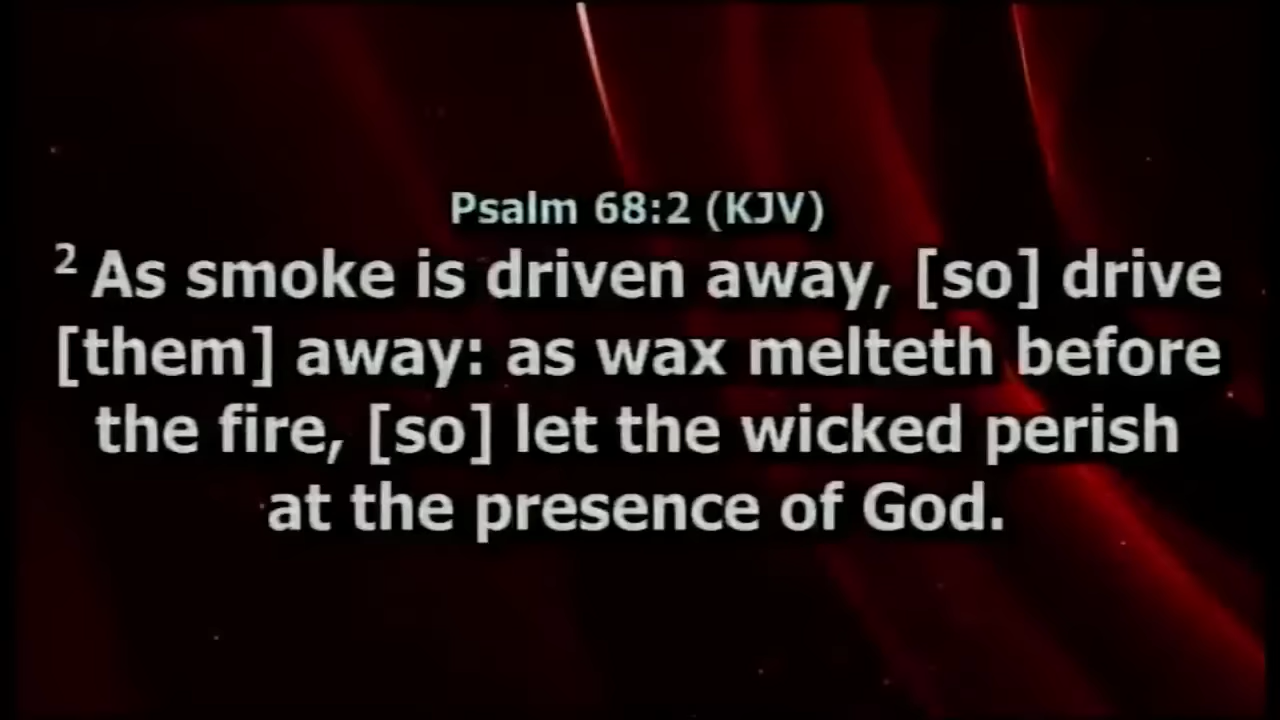 Psalm 68:2 (KJV)
2 As smoke is driven away, [so] drive
[them] away: as wax melteth before
the fire, [so] let the wicked perish
at the presence of God.